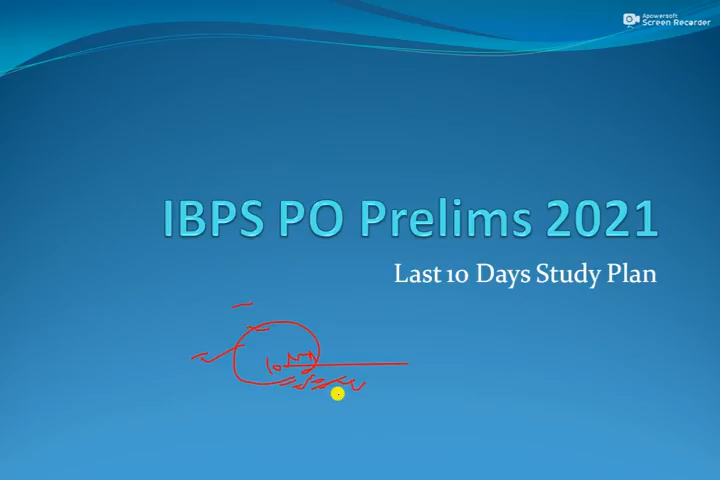 Apowersoft
Screen Recorder
IBPS PO Prelims 2021
Last 10 Days Study Plan